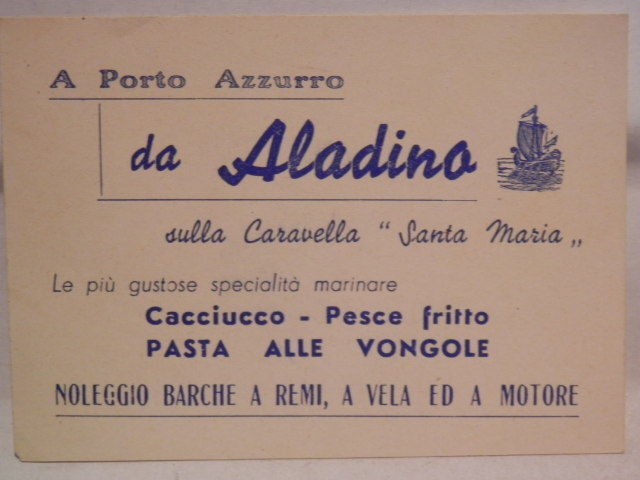 A Porto Azzurro
da Aladino
sulla Caravella "Santa Maria„
Le più gustose specialità marinare
Cacciucco - Pesce fritto
PASTA ALLE VONGOLE
NOLEGGIO BARCHE A REMI, A VELA ED A MOTORE